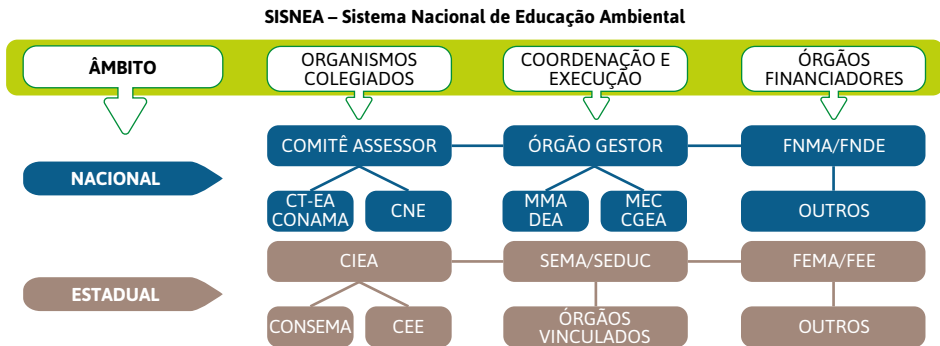 SISNEA – Sistema Nacional de Educação Ambiental
ÂMBITO
ORGANISMOS
COLEGIADOS
COORDENAÇÃO E
EXECUÇÃO
ÓRGÃOS
FINANCIADORES
NACIONAL
COMITÊ ASSESSOR
ÓRGÃO GESTOR
FNMA/FNDE
CT-EA
CONAMA
CNE
MMA
DEA
MEC
CGEA
OUTROS
ESTADUAL
CIEA
SEMA/SEDUC
FEMA/FEE
CONSEMA
CEE
ÓRGÃOS
VINCULADOS
OUTROS